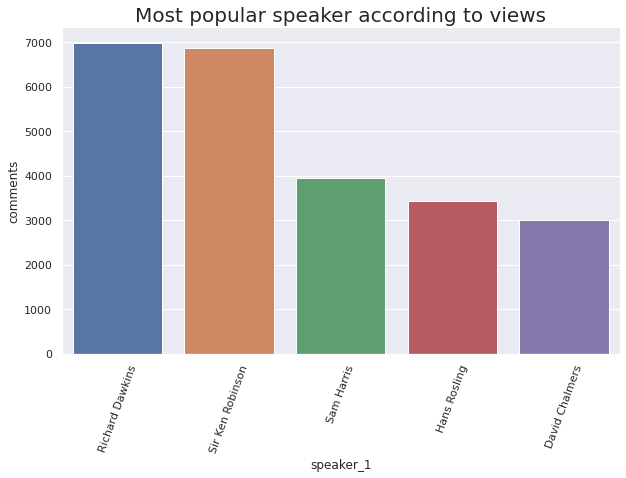 Most popular speaker according to views
7000
6000
5000
4000
3000
2000
1000
0
comments
Richard Dawkins
Sir Ken Robinson
Sam Harris
Hans Rosling
David Chalmers
speaker_1